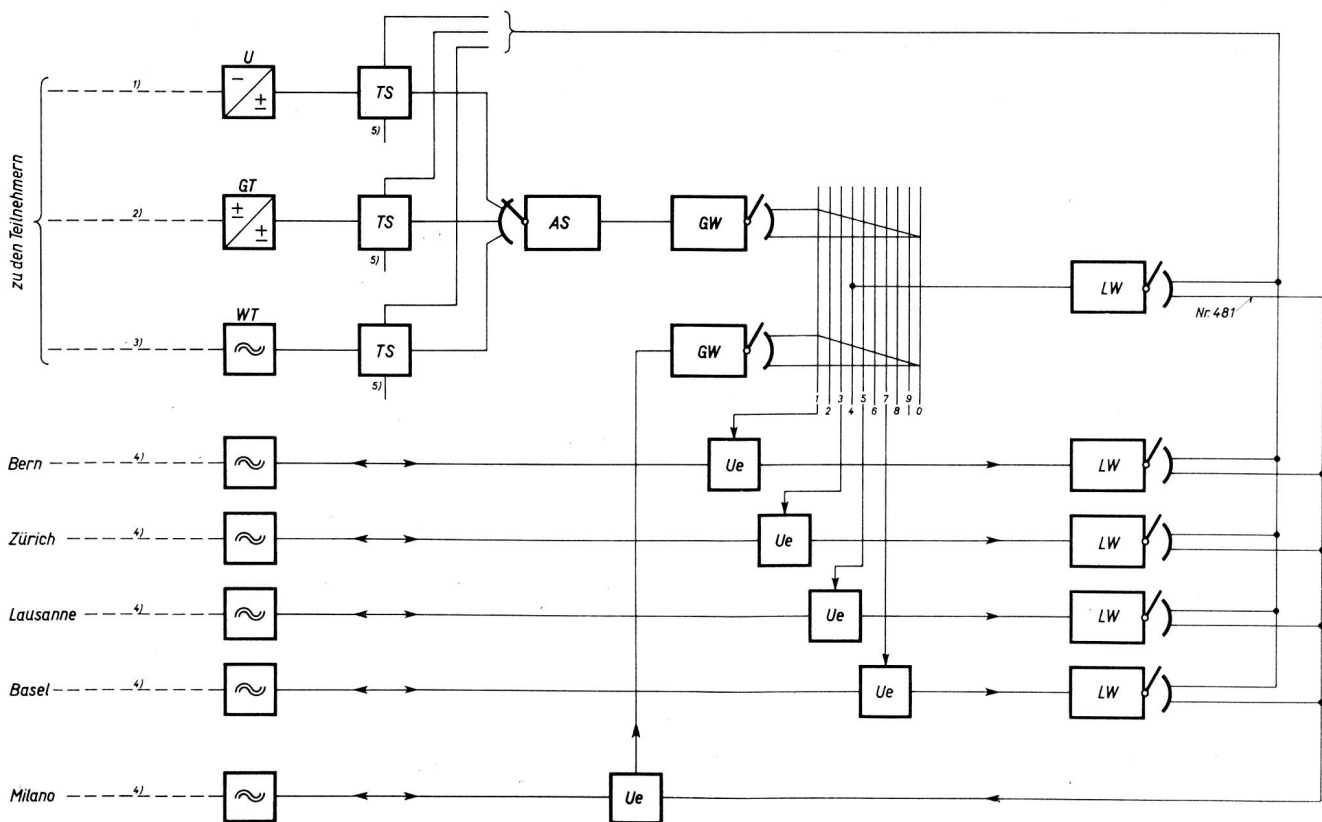 zu den Teilnehmern
1)
U
− ±
TS
5)
2)
GT
± ±
TS
5)
AS
GW
LW
Nr. 481
3)
WT
TS
5)
GW
1 2 3 4 5 6 7 8 9 0
Bern 4) Ue LW
Zürich 4) Ue LW
Lausanne 4) Ue LW
Basel 4) Ue LW
Milano 4) Ue